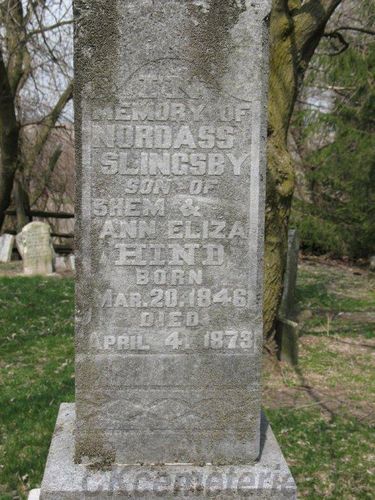 IN
MEMORY OF
NORDASS
SLINGSBY
SON OF
SHEM &
ANN ELIZA
HIND
BORN
MAR. 20, 1846
DIED
APRIL 4, 1873
CKcemeteries